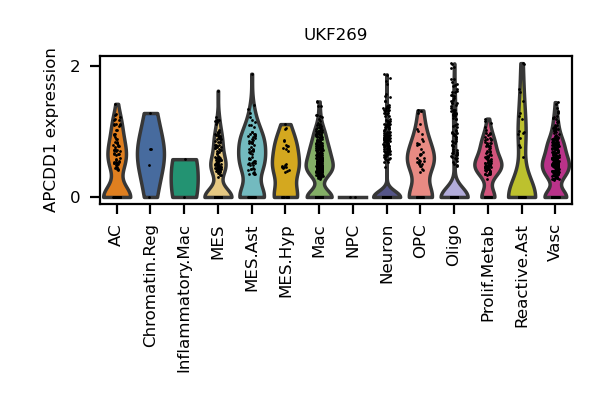 UKF269
APCDD1 expression
2
0
AC
Chromatin.Reg
Inflammatory.Mac
MES
MES.Ast
MES.Hyp
Mac
NPC
Neuron
OPC
Oligo
Prolif.Metab
Reactive.Ast
Vasc